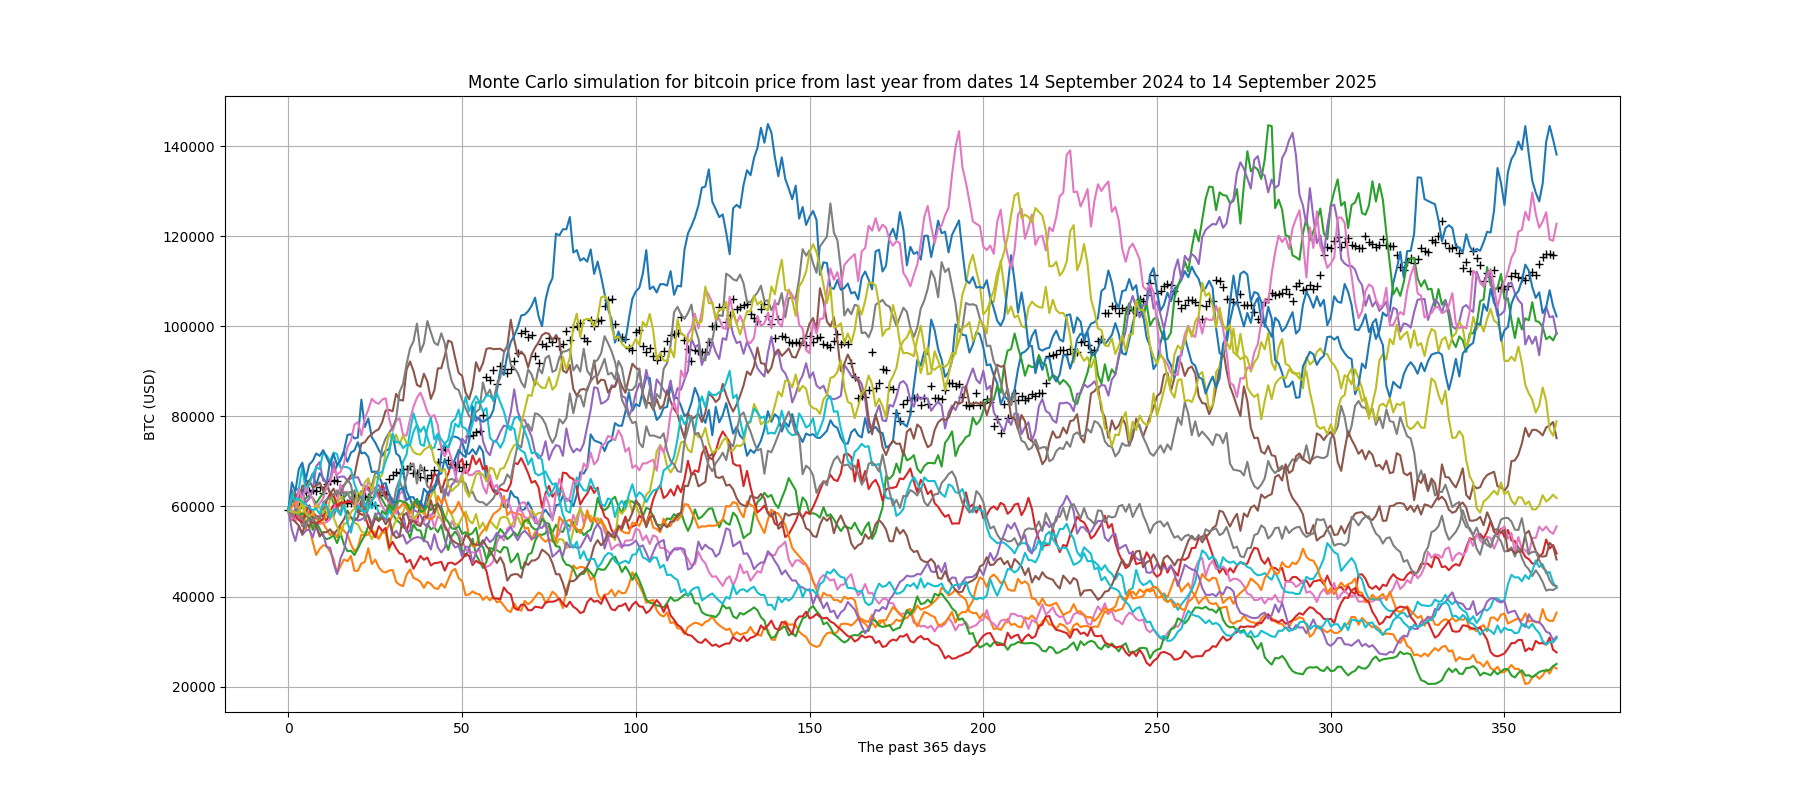 Monte Carlo simulation for bitcoin price from last year from dates 14 September 2024 to 14 September 2025
140000
120000
100000
80000
60000
40000
20000
BTC (USD)
0 50 100 150 200 250 300 350
The past 365 days